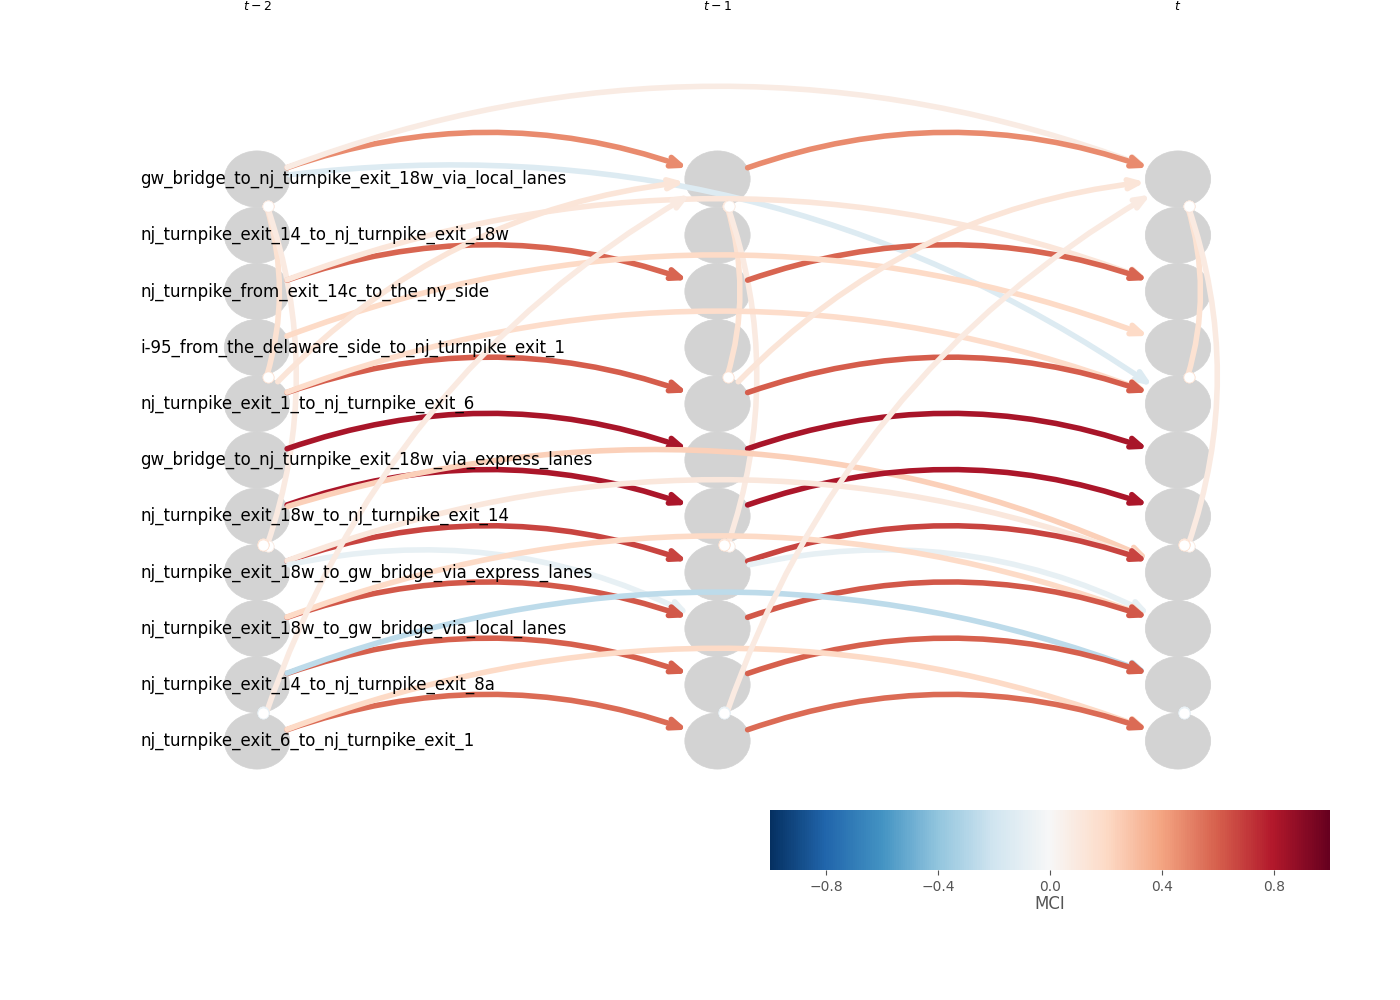 t − 2 t − 1 t
gw_bridge_to_nj_turnpike_exit_18w_via_local_lanes
nj_turnpike_exit_14_to_nj_turnpike_exit_18w
nj_turnpike_from_exit_14c_to_the_ny_side
i-95_from_the_delaware_side_to_nj_turnpike_exit_1
nj_turnpike_exit_1_to_nj_turnpike_exit_6
gw_bridge_to_nj_turnpike_exit_18w_via_express_lanes
nj_turnpike_exit_18w_to_nj_turnpike_exit_14
nj_turnpike_exit_18w_to_gw_bridge_via_express_lanes
nj_turnpike_exit_18w_to_gw_bridge_via_local_lanes
nj_turnpike_exit_14_to_nj_turnpike_exit_8a
nj_turnpike_exit_6_to_nj_turnpike_exit_1
−0.8 −0.4 0.0 0.4 0.8
MCI